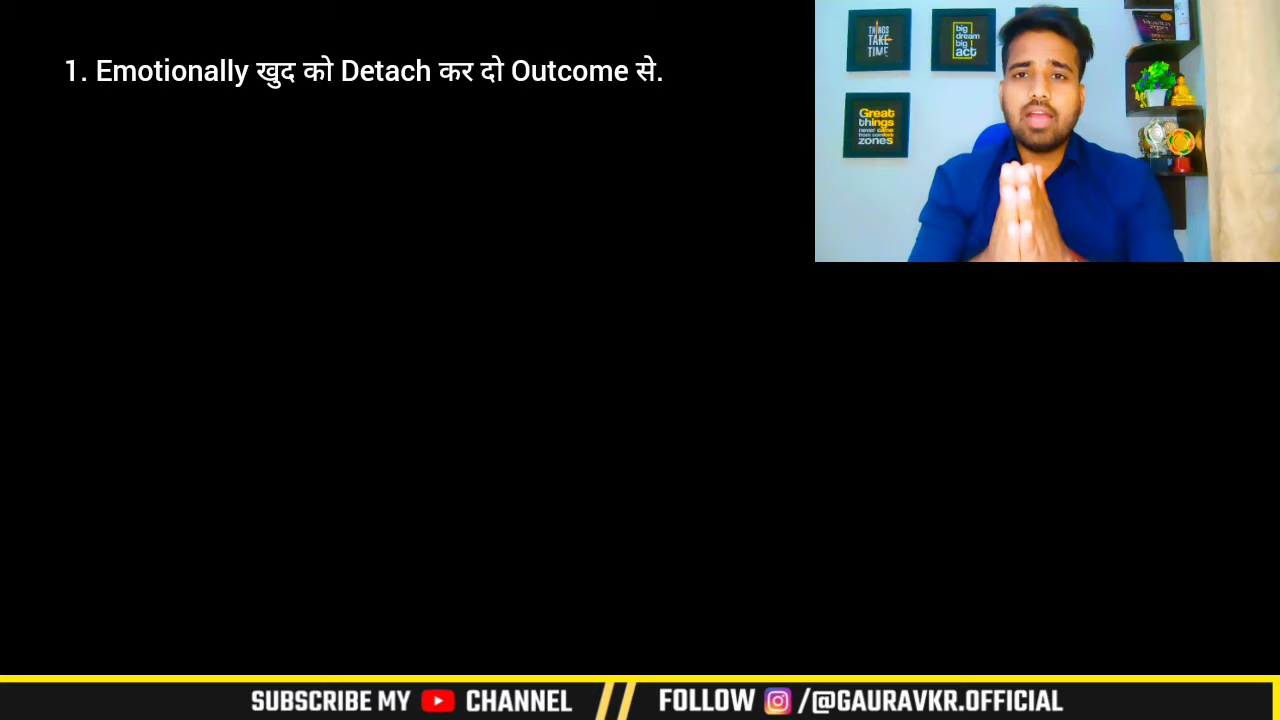 1. Emotionally खुद को Detach कर दो Outcome से.
THINGS
TAKE
TIME
big
dream
big
act
Great
things
never came
from comfort
zones
SUBSCRIBE MY CHANNEL
FOLLOW /@GAURAVKR.OFFICIAL